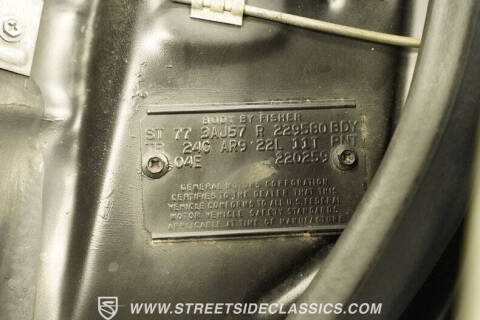 BODY BY FISHER
ST 77 3AJ57 R 229580 BDY
TR 24G AR9 22L 11T PNT
04E 220259
GENERAL MOTORS CORPORATION
CERTIFIES TO THE DEALER THAT THIS
VEHICLE CONFORMS TO ALL U.S. FEDERAL
MOTOR VEHICLE SAFETY STANDARDS
APPLICABLE AT TIME OF MANUFACTURE
WWW.STREETSIDECLASSICS.COM